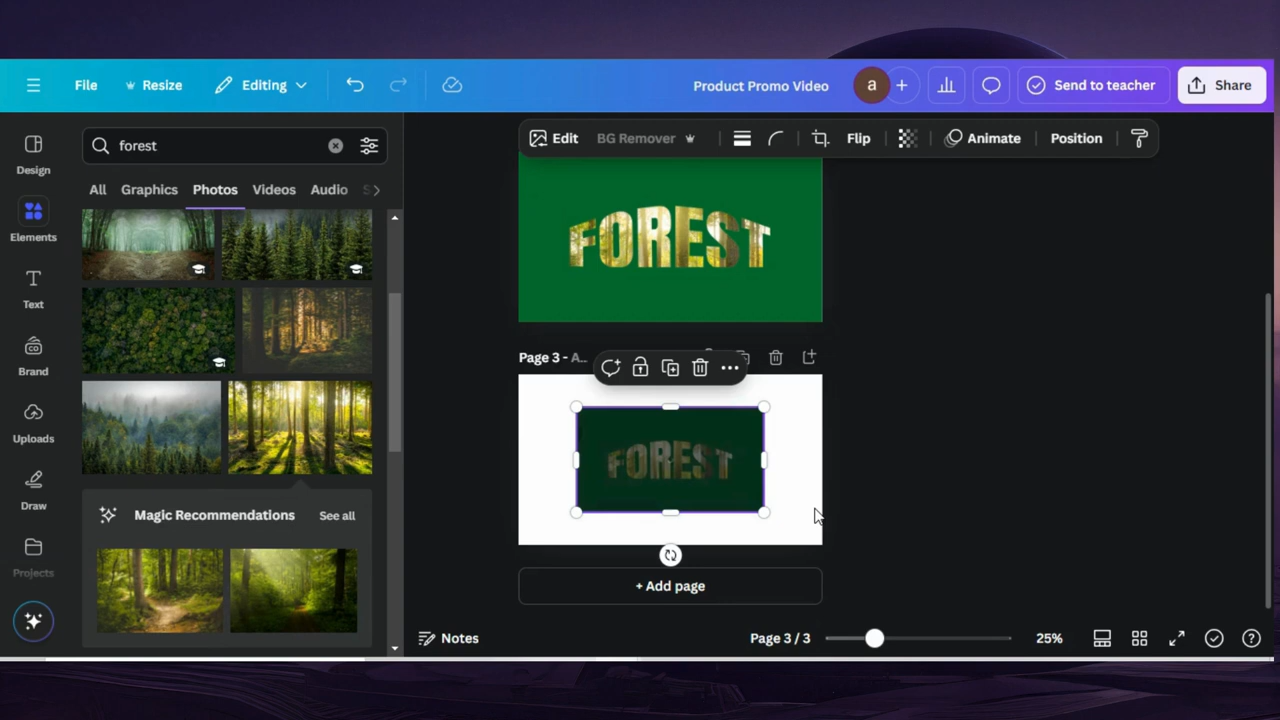 File
Resize
Editing
Product Promo Video
a
Send to teacher
Share
forest
Edit
BG Remover
Flip
Animate
Position
Design
Elements
Text
Brand
Uploads
Draw
Projects
All
Graphics
Photos
Videos
Audio
S
FOREST
Page 3 - A...
FOREST
Magic Recommendations
See all
+ Add page
Notes
Page 3 / 3
25%